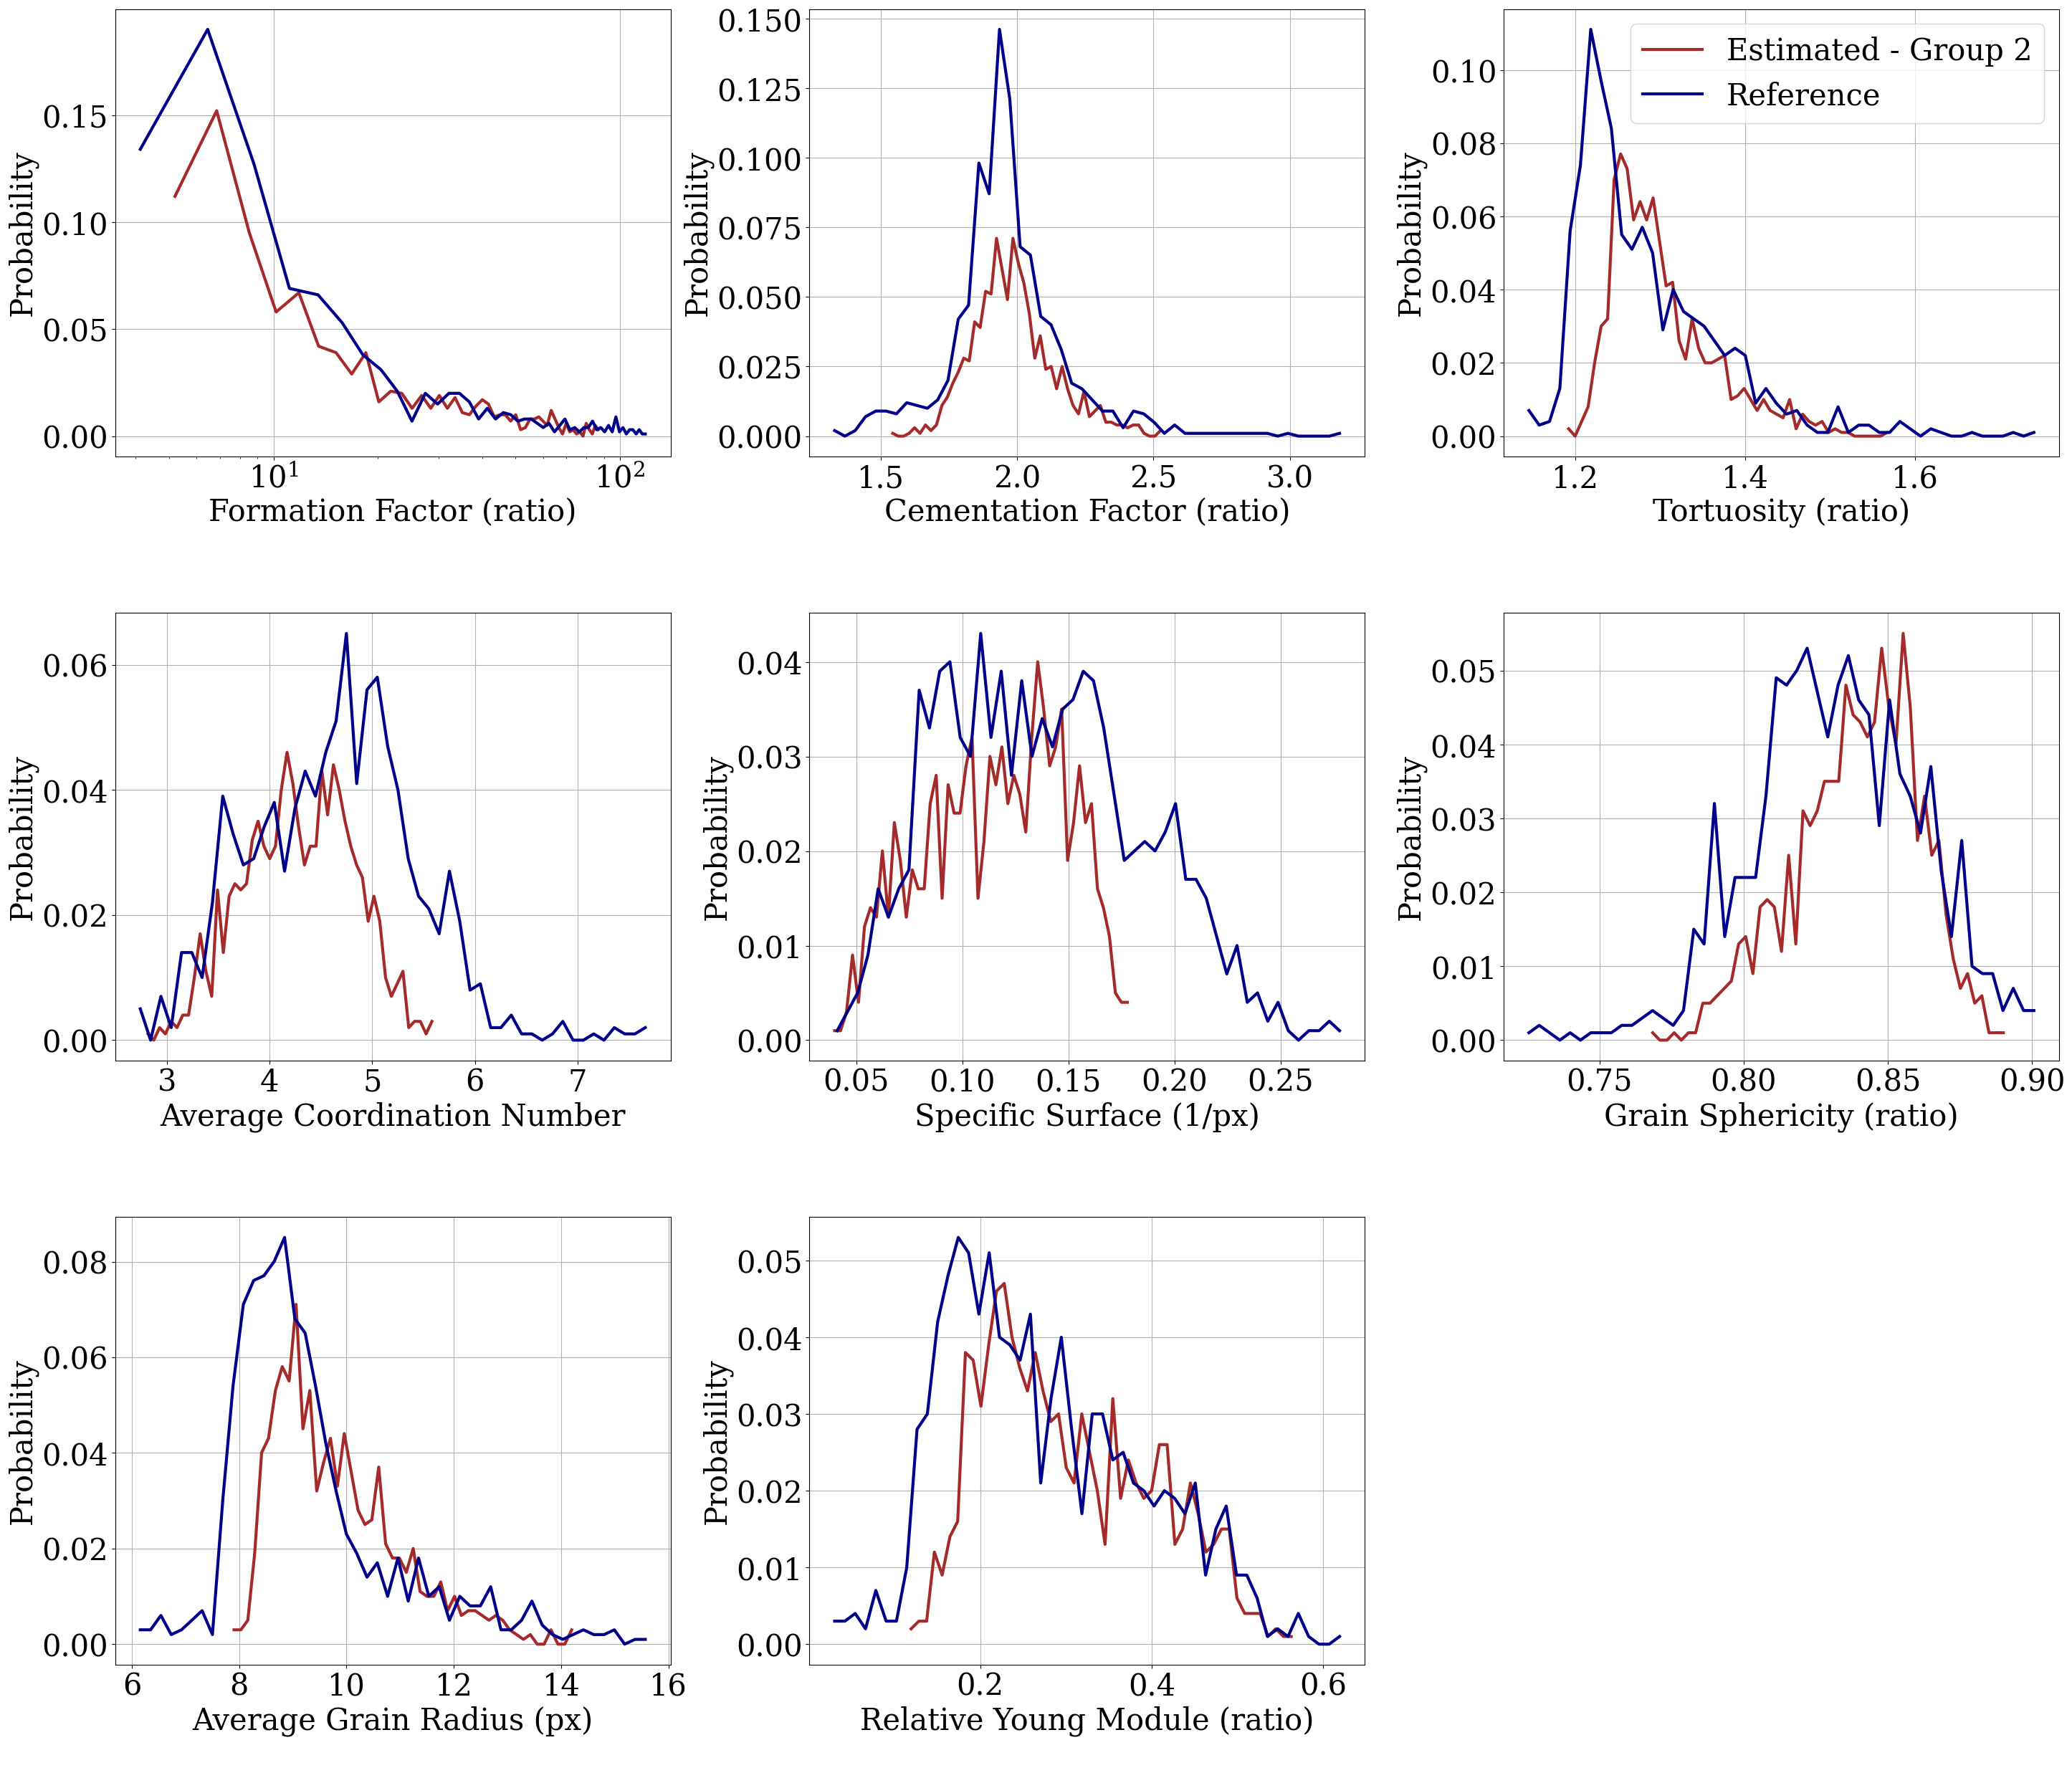 0.15
0.10
0.05
0.00
Probability
10¹ 10²
Formation Factor (ratio)
0.150
0.125
0.100
0.075
0.050
0.025
0.000
Probability
1.5 2.0 2.5 3.0
Cementation Factor (ratio)
Estimated - Group 2
Reference
0.10
0.08
0.06
0.04
0.02
0.00
Probability
1.2 1.4 1.6
Tortuosity (ratio)
0.06
0.04
0.02
0.00
Probability
3 4 5 6 7
Average Coordination Number
0.04
0.03
0.02
0.01
0.00
Probability
0.05 0.10 0.15 0.20 0.25
Specific Surface (1/px)
0.05
0.04
0.03
0.02
0.01
0.00
Probability
0.75 0.80 0.85 0.90
Grain Sphericity (ratio)
0.08
0.06
0.04
0.02
0.00
Probability
6 8 10 12 14 16
Average Grain Radius (px)
0.05
0.04
0.03
0.02
0.01
0.00
Probability
0.2 0.4 0.6
Relative Young Module (ratio)